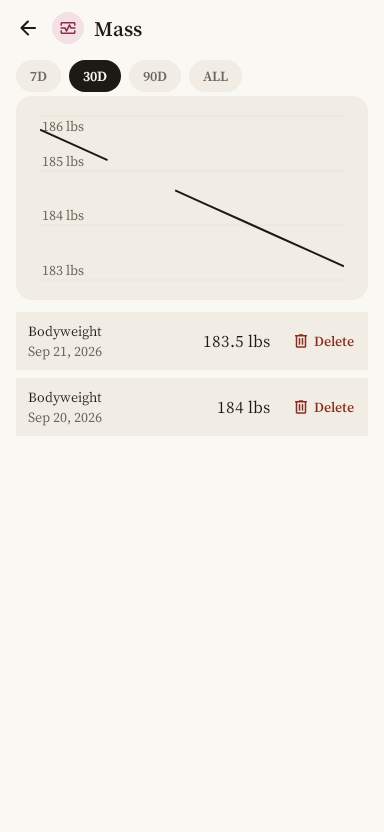 Mass
7D
30D
90D
ALL
186 lbs
185 lbs
184 lbs
183 lbs
Bodyweight
183.5 lbs
Delete
Sep 21, 2026
Bodyweight
184 lbs
Delete
Sep 20, 2026